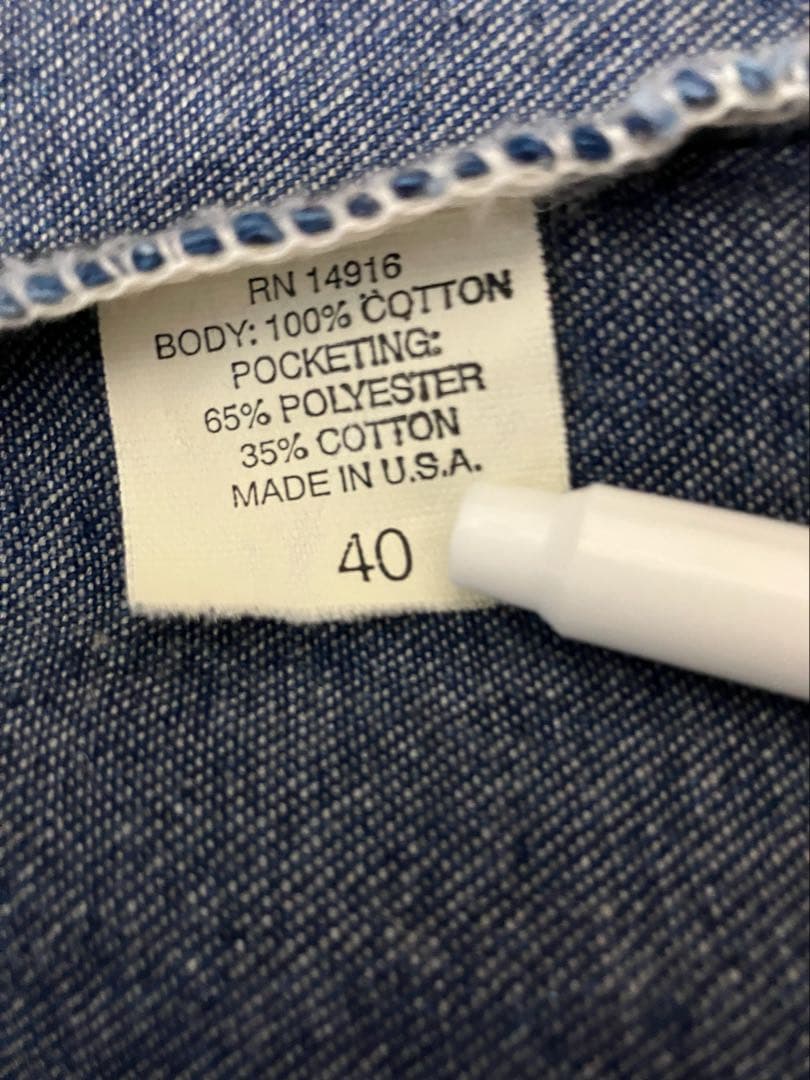 RN 14916
BODY: 100% COTTON
POCKETING:
65% POLYESTER
35% COTTON
MADE IN U.S.A.
40